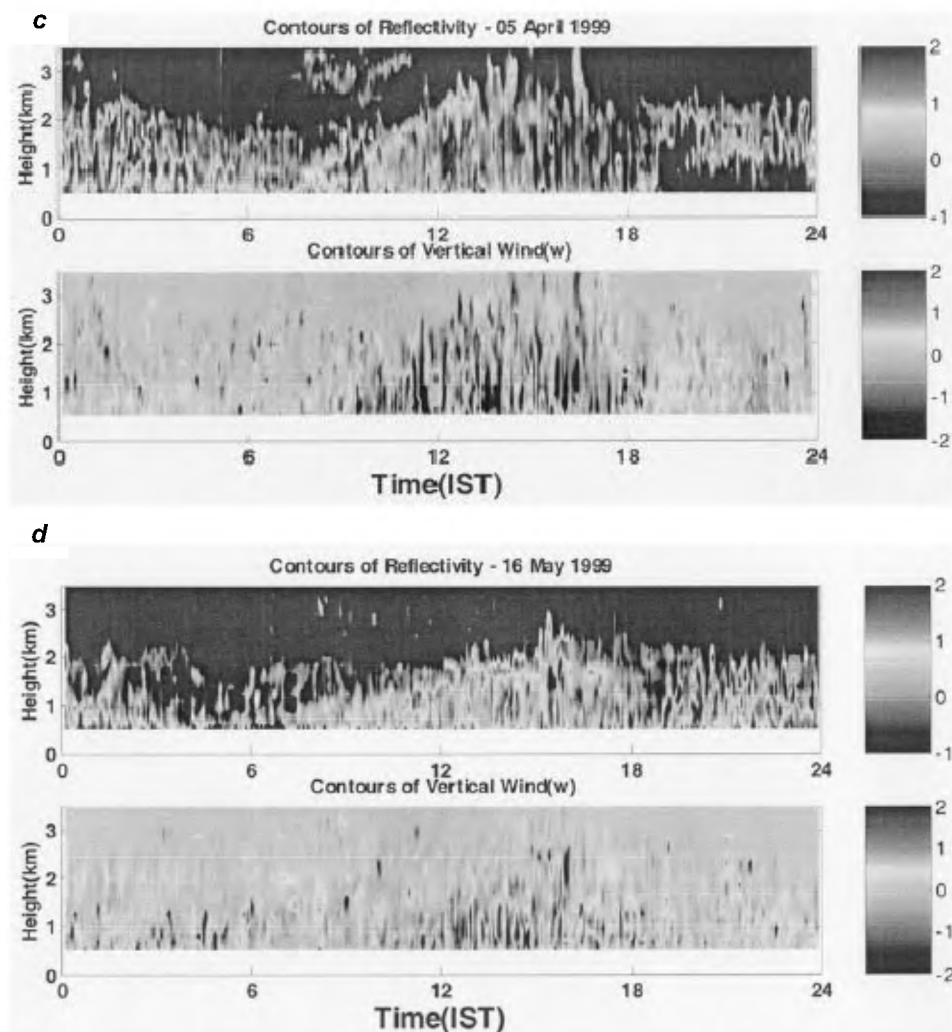 c
Contours of Reflectivity - 05 April 1999
Height(km)
3
2
1
0
0 6 12 18 24
2
1
0
-1
Contours of Vertical Wind(w)
Height(km)
3
2
1
0
0 6 12 18 24
Time(IST)
2
1
0
-1
-2
d
Contours of Reflectivity - 16 May 1999
Height(km)
3
2
1
0
0 6 12 18 24
2
1
0
-1
Contours of Vertical Wind(w)
Height(km)
3
2
1
0
0 6 12 18 24
Time(IST)
2
1
0
-1
-2